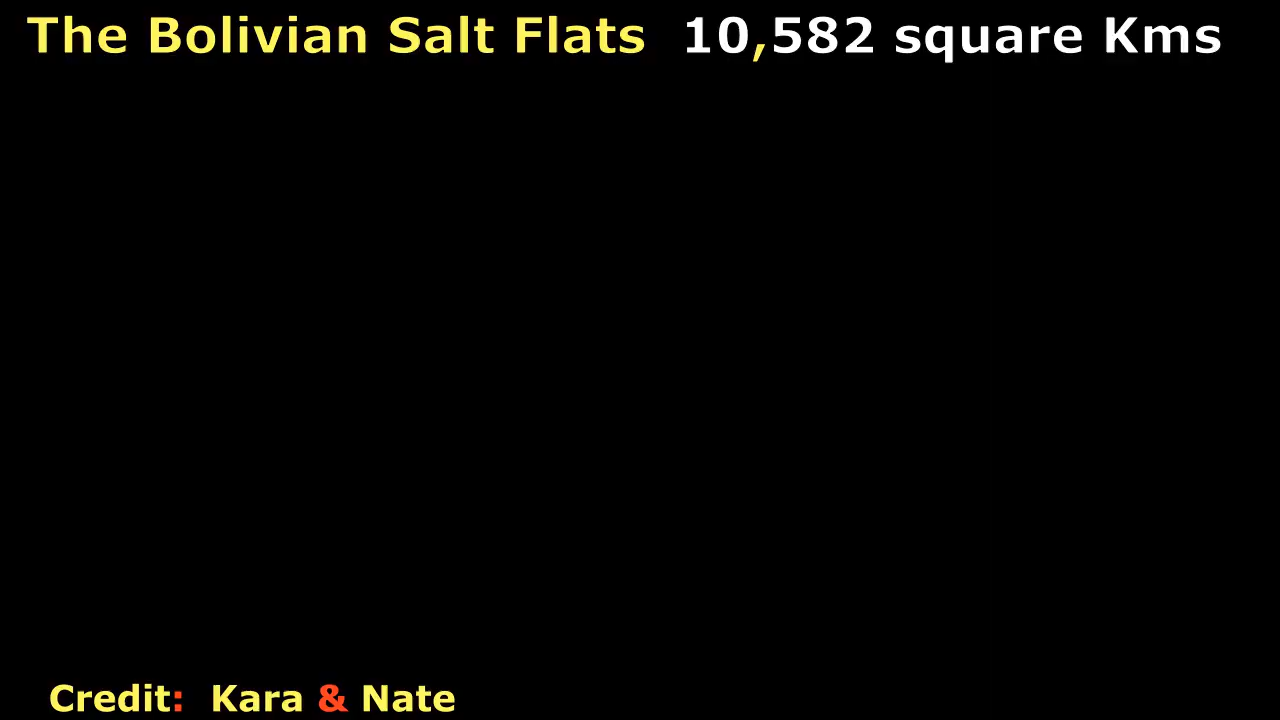 The Bolivian Salt Flats 10,582 square Kms
Credit: Kara & Nate